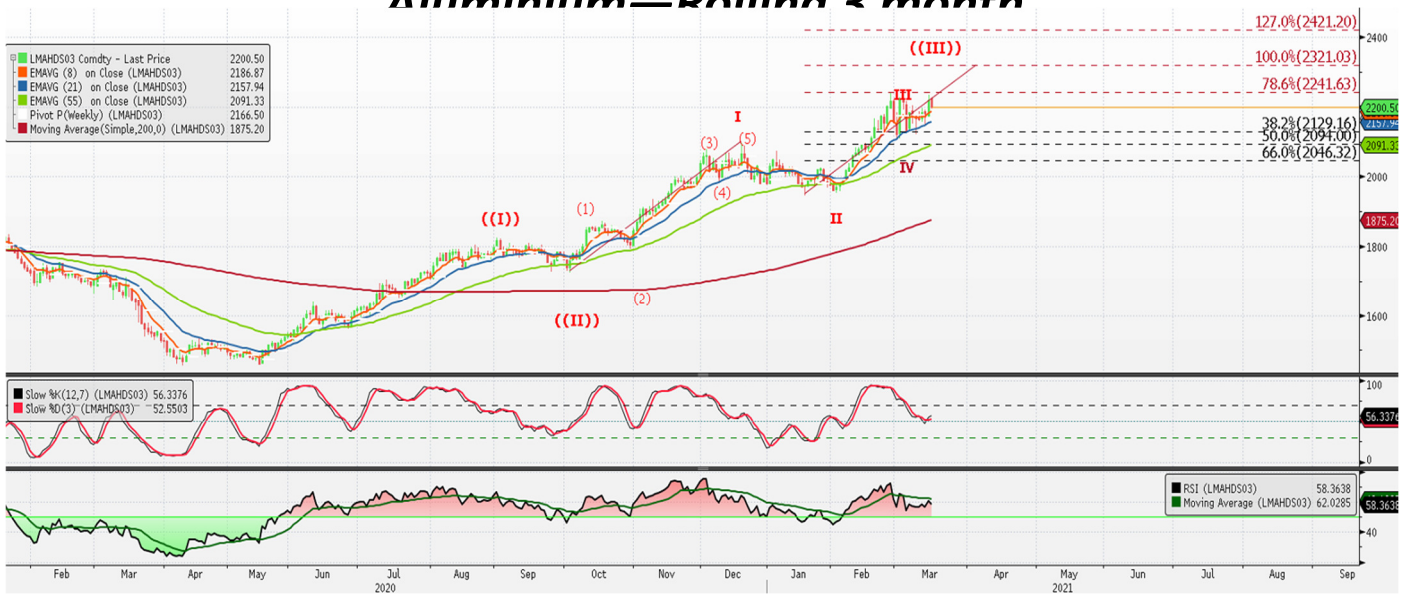 Aluminium—Rolling 3 month
LMAHDS03 Comdty - Last Price 2200.50
EMAVG (8) on Close (LMAHDS03) 2186.87
EMAVG (21) on Close (LMAHDS03) 2157.94
EMAVG (55) on Close (LMAHDS03) 2091.33
Pivot P(Weekly) (LMAHDS03) 2166.50
Moving Average(Simple,200,0) (LMAHDS03) 1875.20
127.0%(2421.20)
2400
((III))
100.0%(2321.03)
78.6%(2241.63)
III
2200.50
I
38.2%(2129.16)
2157.94
50.0%(2094.00)
(3)
(5)
2091.33
66.0%(2046.32)
IV
2000
(4)
(1)
((I))
II
1875.20
1800
(2)
((II))
1600
Slow %K(12,7) (LMAHDS03) 56.3376
Slow %D(3) (LMAHDS03) 52.5503
100
56.3376
0
RSI (LMAHDS03) 58.3638
Moving Average (LMAHDS03) 62.0285
58.3638
40
Feb Mar Apr May Jun Jul Aug Sep Oct Nov Dec Jan Feb Mar Apr May Jun Jul Aug Sep
2020 2021